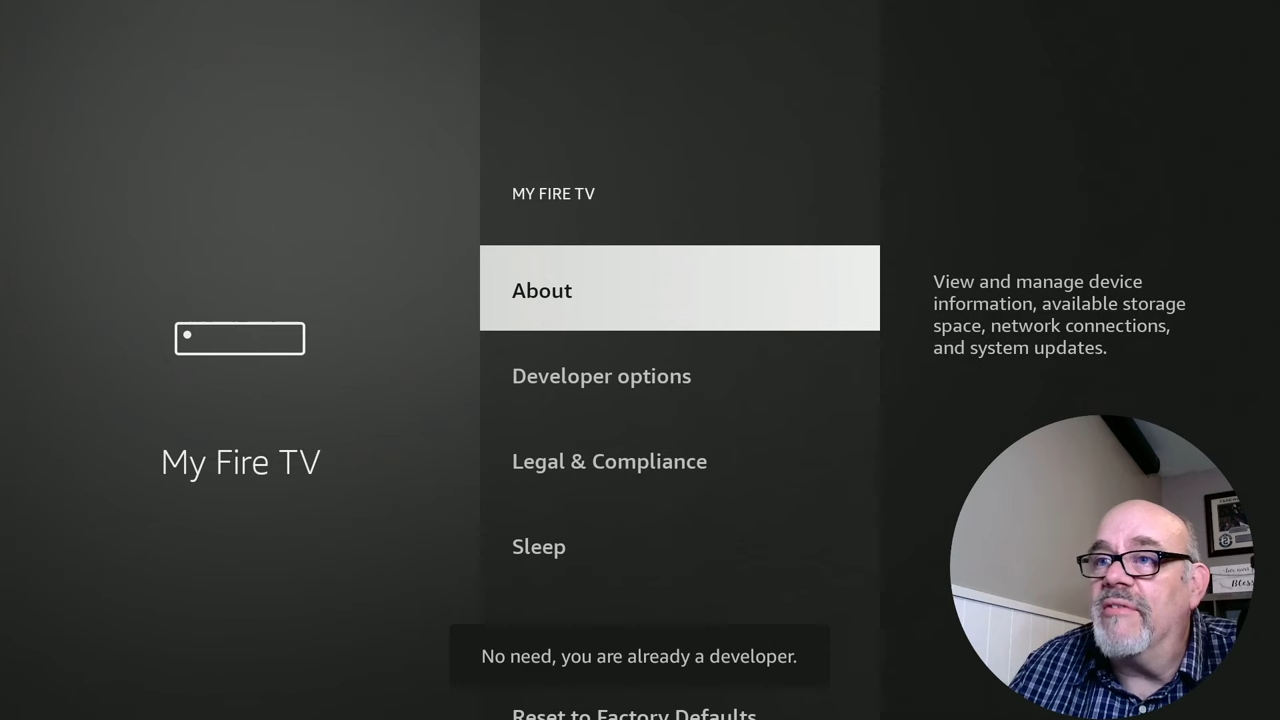 My Fire TV
MY FIRE TV
About
Developer options
Legal & Compliance
Sleep
No need, you are already a developer.
Reset to Factory Defaults
View and manage device
information, available storage
space, network connections,
and system updates.